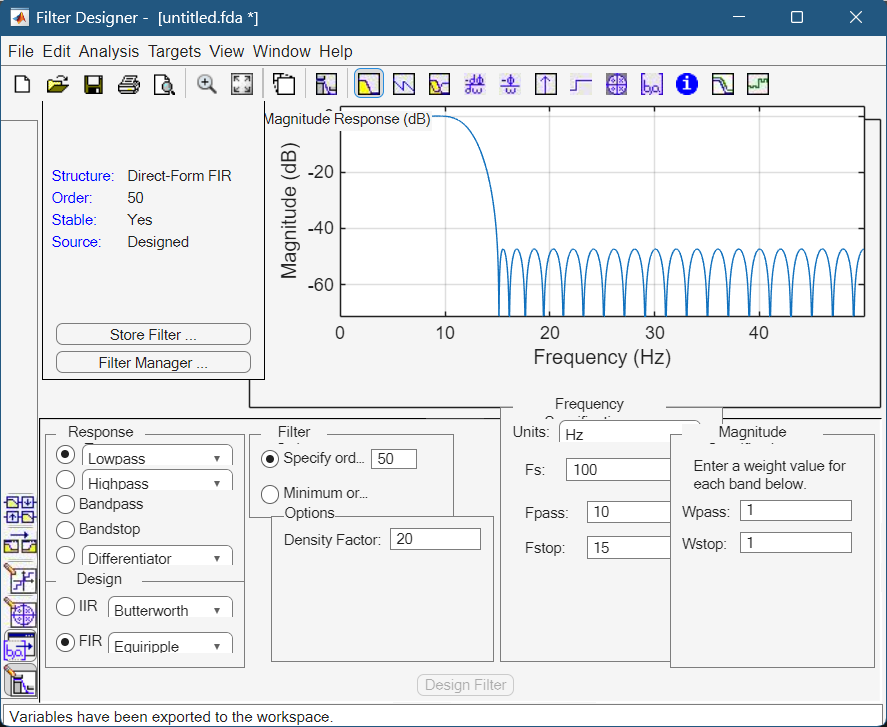 Filter Designer - [untitled.fda *]
File Edit Analysis Targets View Window Help
Structure: Direct-Form FIR
Order: 50
Stable: Yes
Source: Designed
Store Filter ...
Filter Manager ...
Magnitude Response (dB)
Magnitude (dB)
-20
-40
-60
0 10 20 30 40
Frequency (Hz)
Response
Lowpass
Highpass
Bandpass
Bandstop
Differentiator
Design
IIR Butterworth
FIR Equiripple
Filter
Specify ord... 50
Minimum or...
Options
Density Factor: 20
Frequency
Units: Hz
Fs: 100
Fpass: 10
Fstop: 15
Magnitude
Enter a weight value for
each band below.
Wpass: 1
Wstop: 1
Design Filter
Variables have been exported to the workspace.